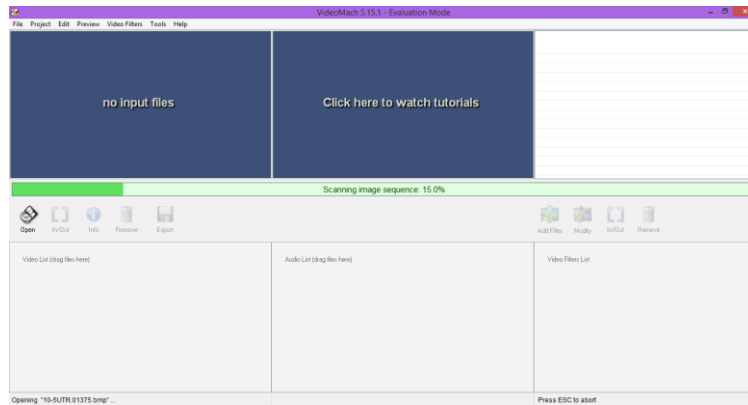 VideoMach 5.15.1 - Evaluation Mode
File Project Edit Preview Video Filters Tools Help
no input files
Click here to watch tutorials
Scanning image sequence: 15.0%
Open In/Out Info Remove Export
Add Filter Modify In/Out Remove
Video List (drag files here)
Audio List (drag files here)
Video Filters List
Opening "10-5UTR.01375.bmp" ...
Press ESC to abort